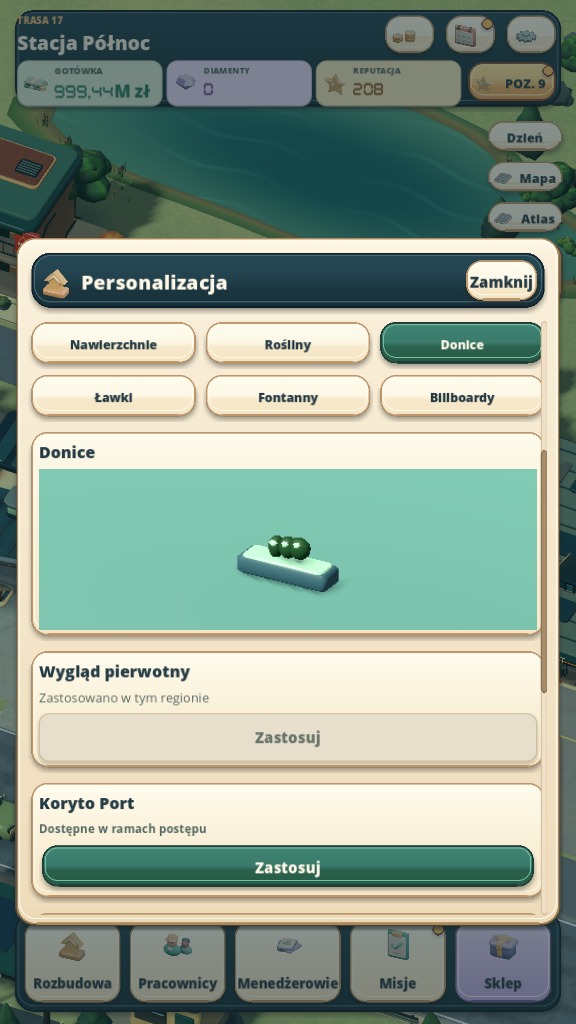 TRASA 17
Stacja Północ
GOTÓWKA
999,44M zł
DIAMENTY
0
REPUTACJA
208
POZ. 9
Dzień
Mapa
Atlas
Personalizacja
Zamknij
Nawierzchnie
Rośliny
Donice
Ławki
Fontanny
Billboardy
Donice
Wygląd pierwotny
Zastosowano w tym regionie
Zastosuj
Koryto Port
Dostępne w ramach postępu
Zastosuj
Rozbudowa
Pracownicy
Menedżerowie
Misje
Sklep